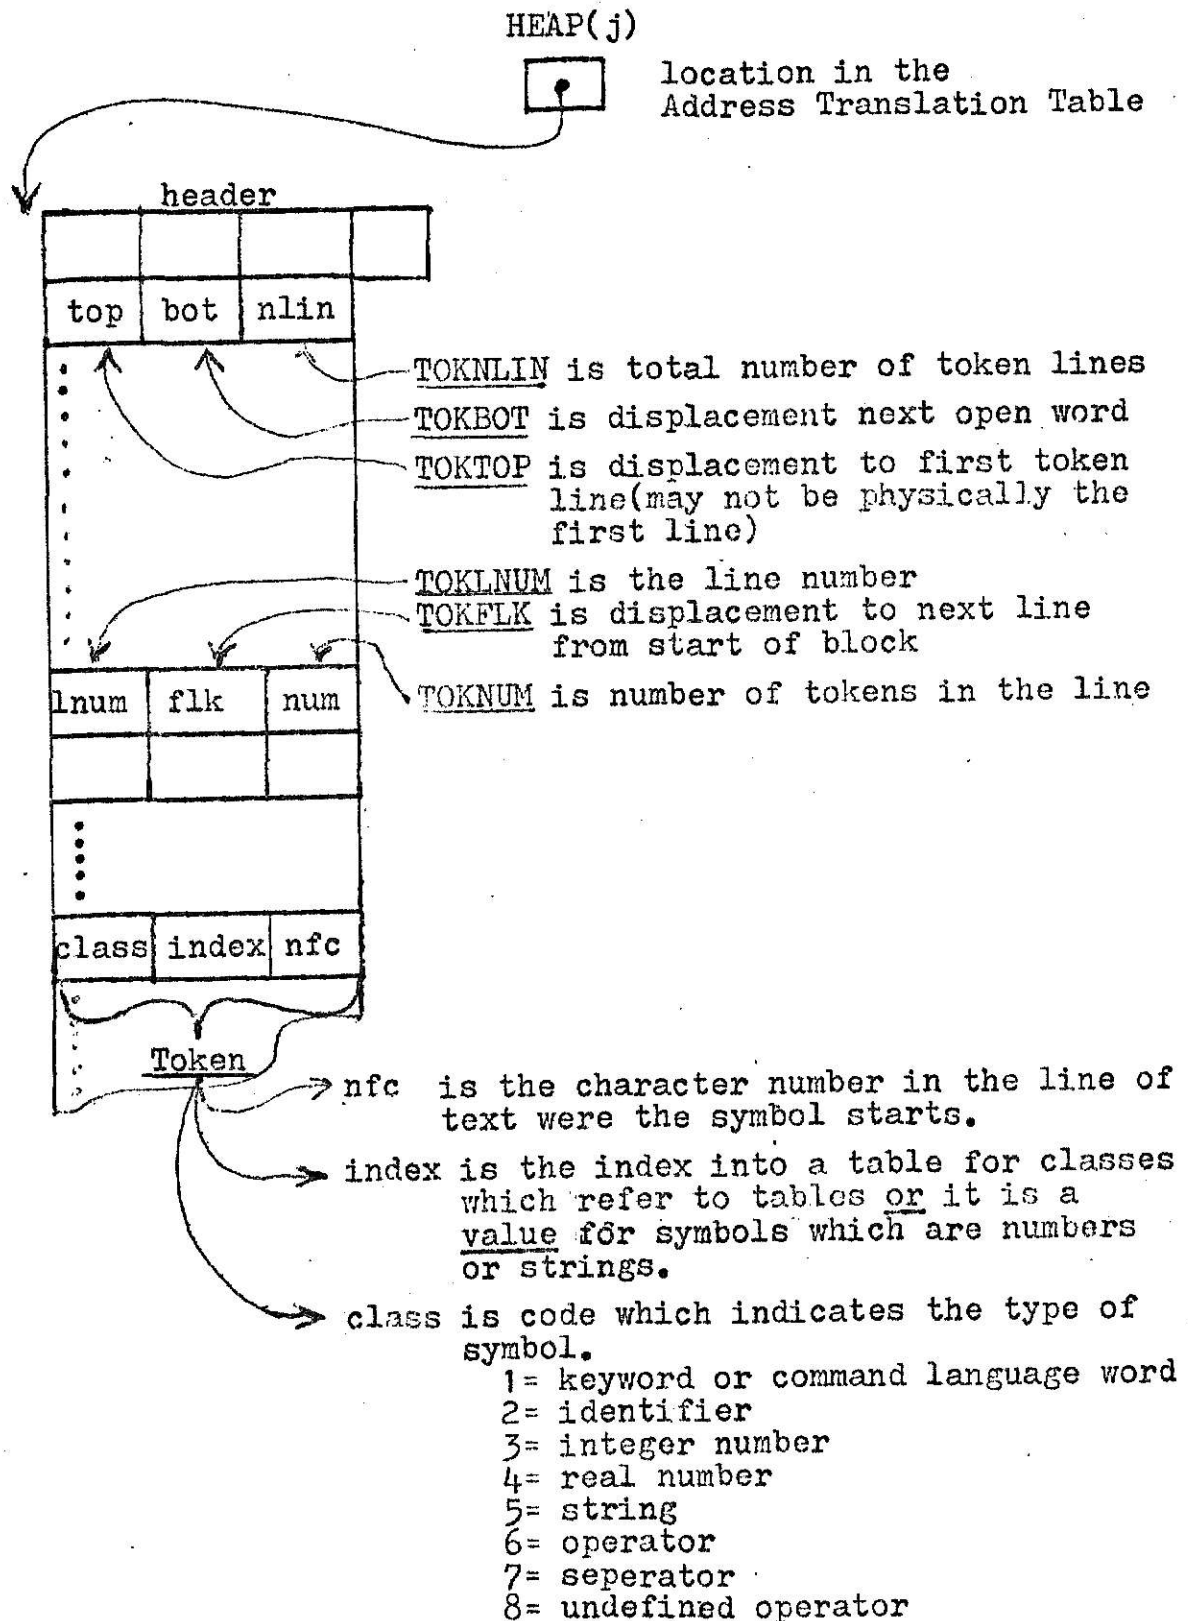 HEAP(j)
location in the
Address Translation Table
header
top bot nlin
TOKNLIN is total number of token lines
TOKBOT is displacement next open word
TOKTOP is displacement to first token
line(may not be physically the
first line)
TOKLNUM is the line number
TOKFLK is displacement to next line
from start of block
lnum flk num
TOKNUM is number of tokens in the line
class index nfc
Token
nfc is the character number in the line of
text were the symbol starts.
index is the index into a table for classes
which refer to tables or it is a
value for symbols which are numbers
or strings.
class is code which indicates the type of
symbol.
1= keyword or command language word
2= identifier
3= integer number
4= real number
5= string
6= operator
7= seperator
8= undefined operator